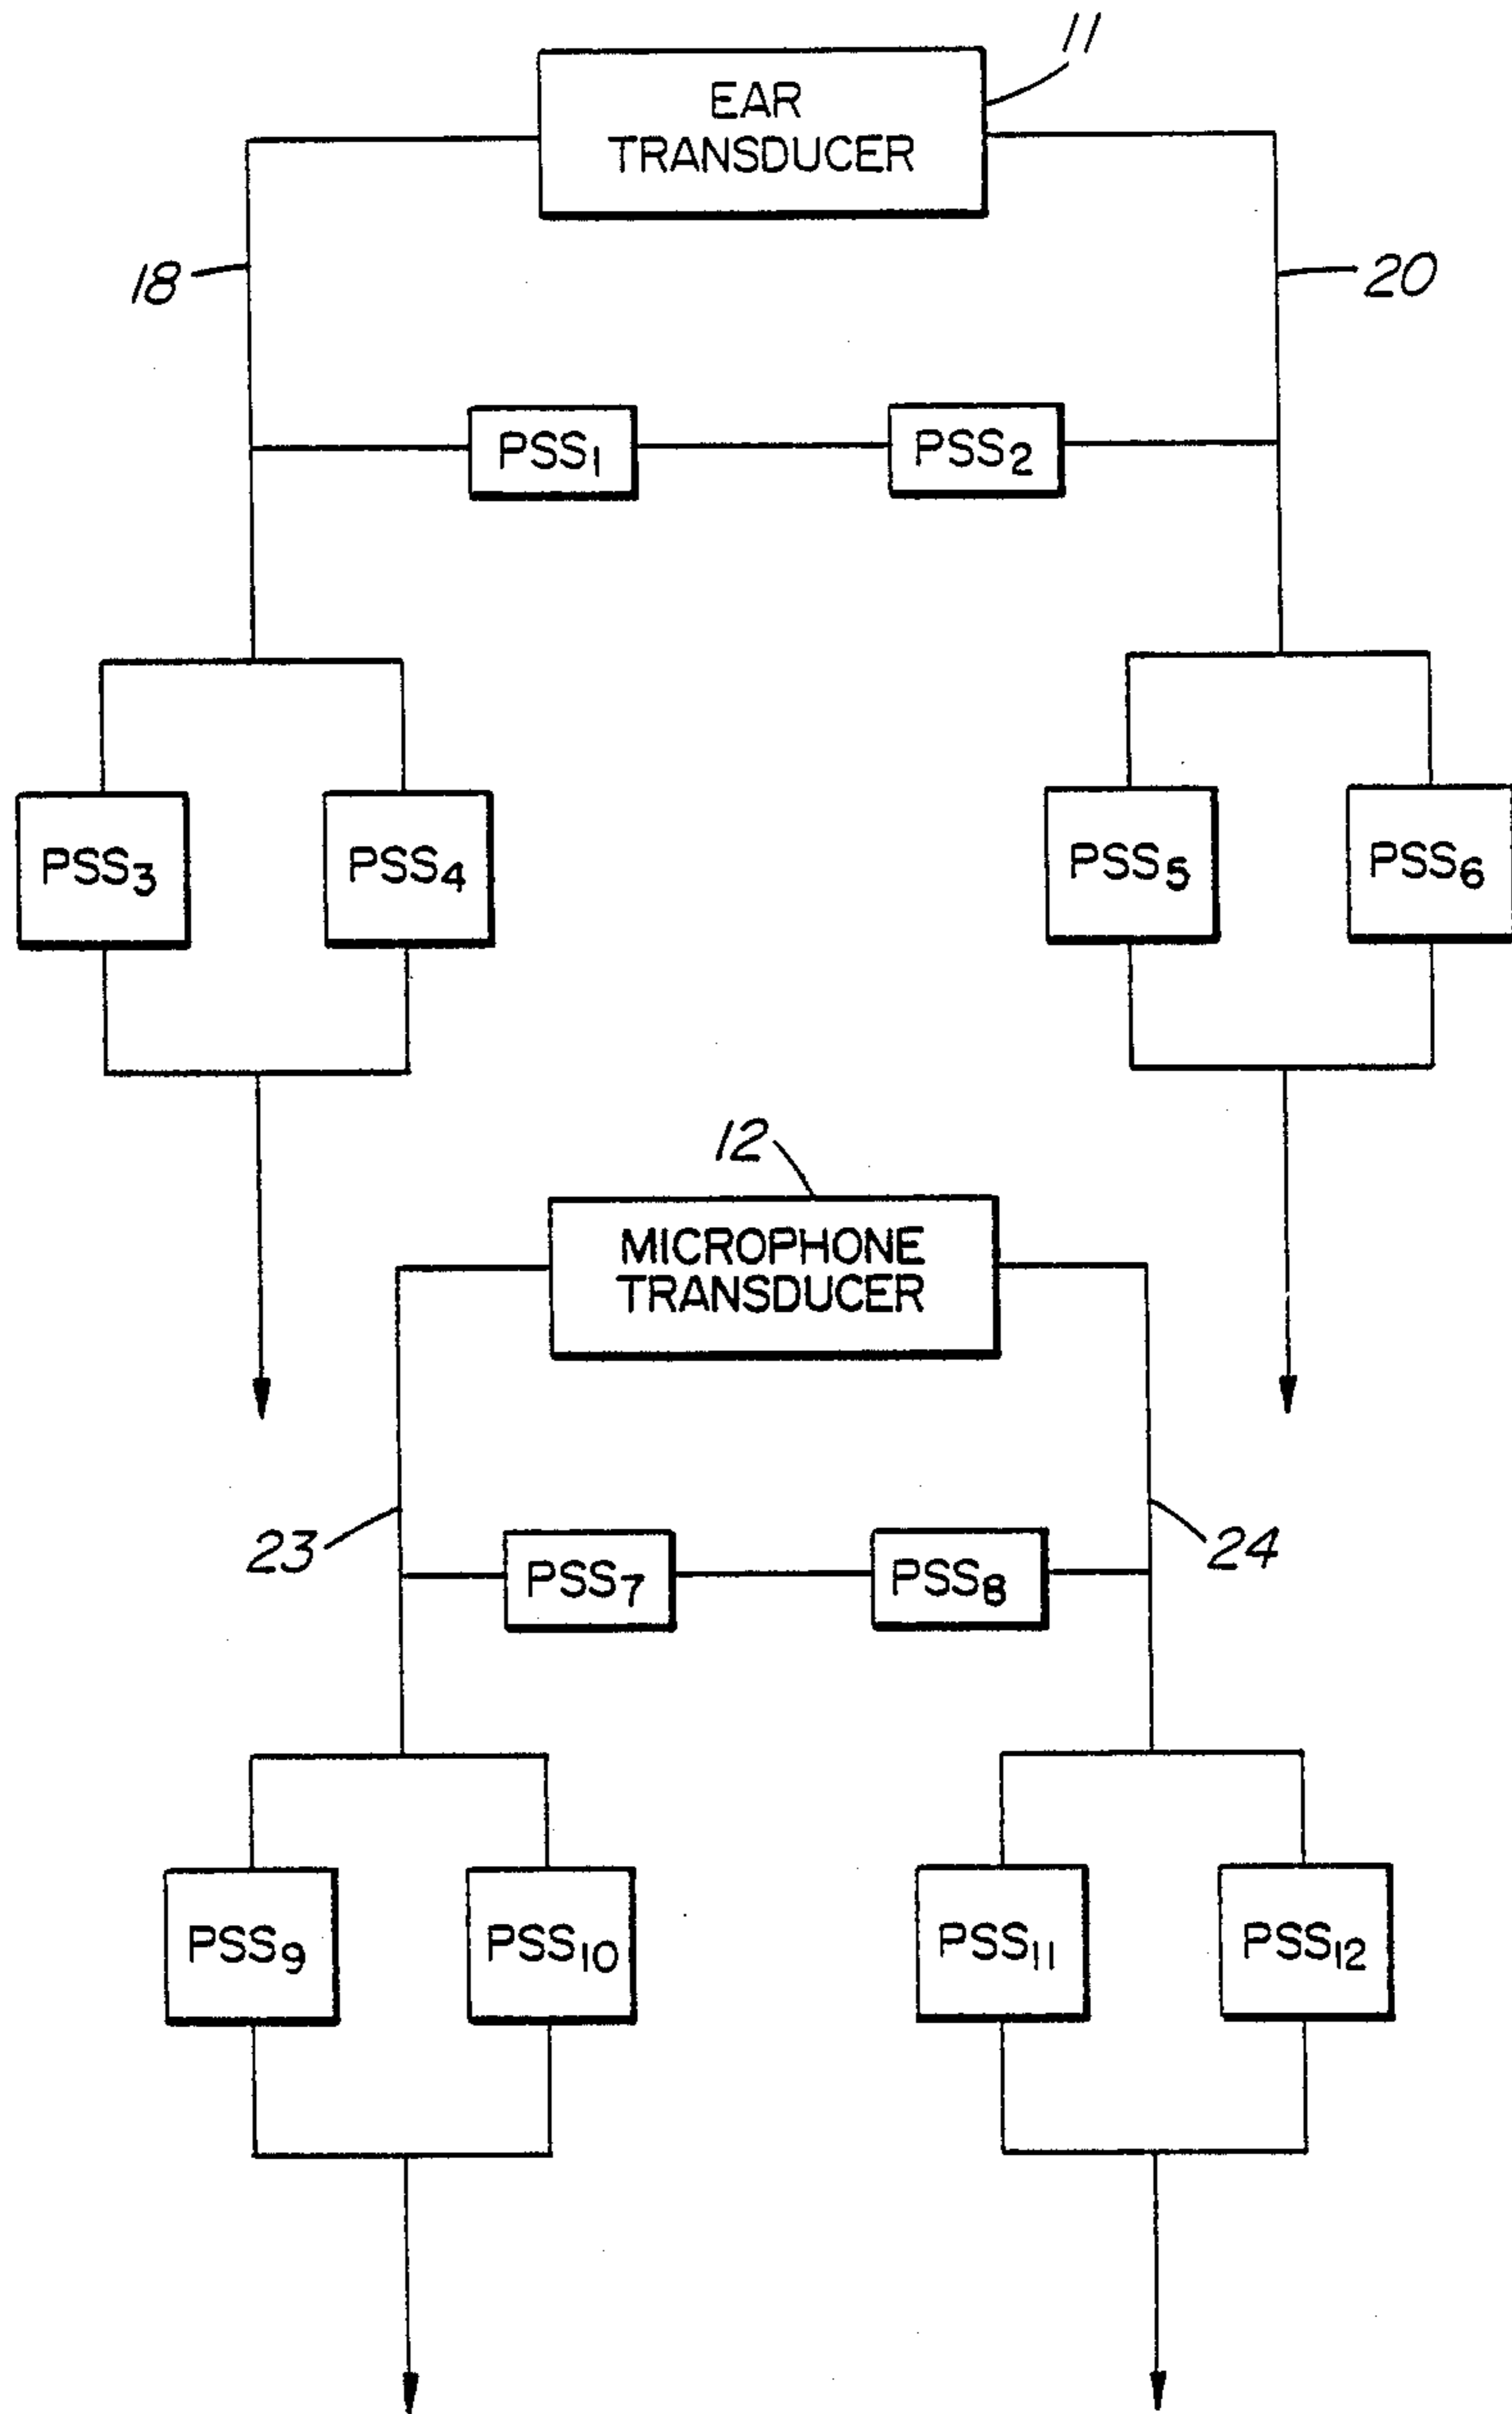 11
EAR
TRANSDUCER
18
20
PSS1
PSS2
PSS3
PSS4
PSS5
PSS6
12
MICROPHONE
TRANSDUCER
23
24
PSS7
PSS8
PSS9
PSS10
PSS11
PSS12